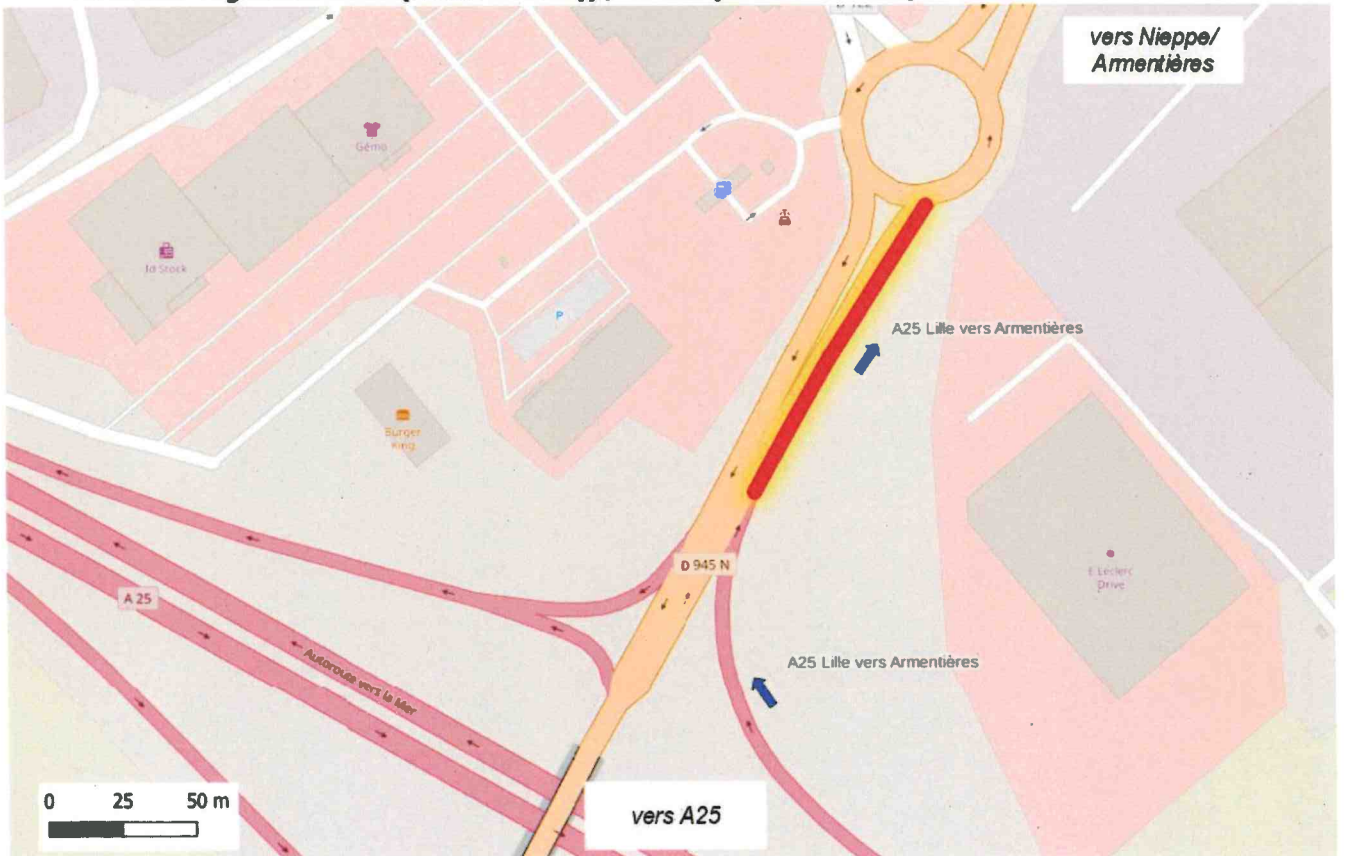 vers Nieppe/
Armentières
Gémo
Id Stock
P
A25 Lille vers Armentières
Burger
King
D 945 N
E.Leclerc
Drive
A 25
Autoroute vers la Mer
A25 Lille vers Armentières
0 25 50 m
vers A25